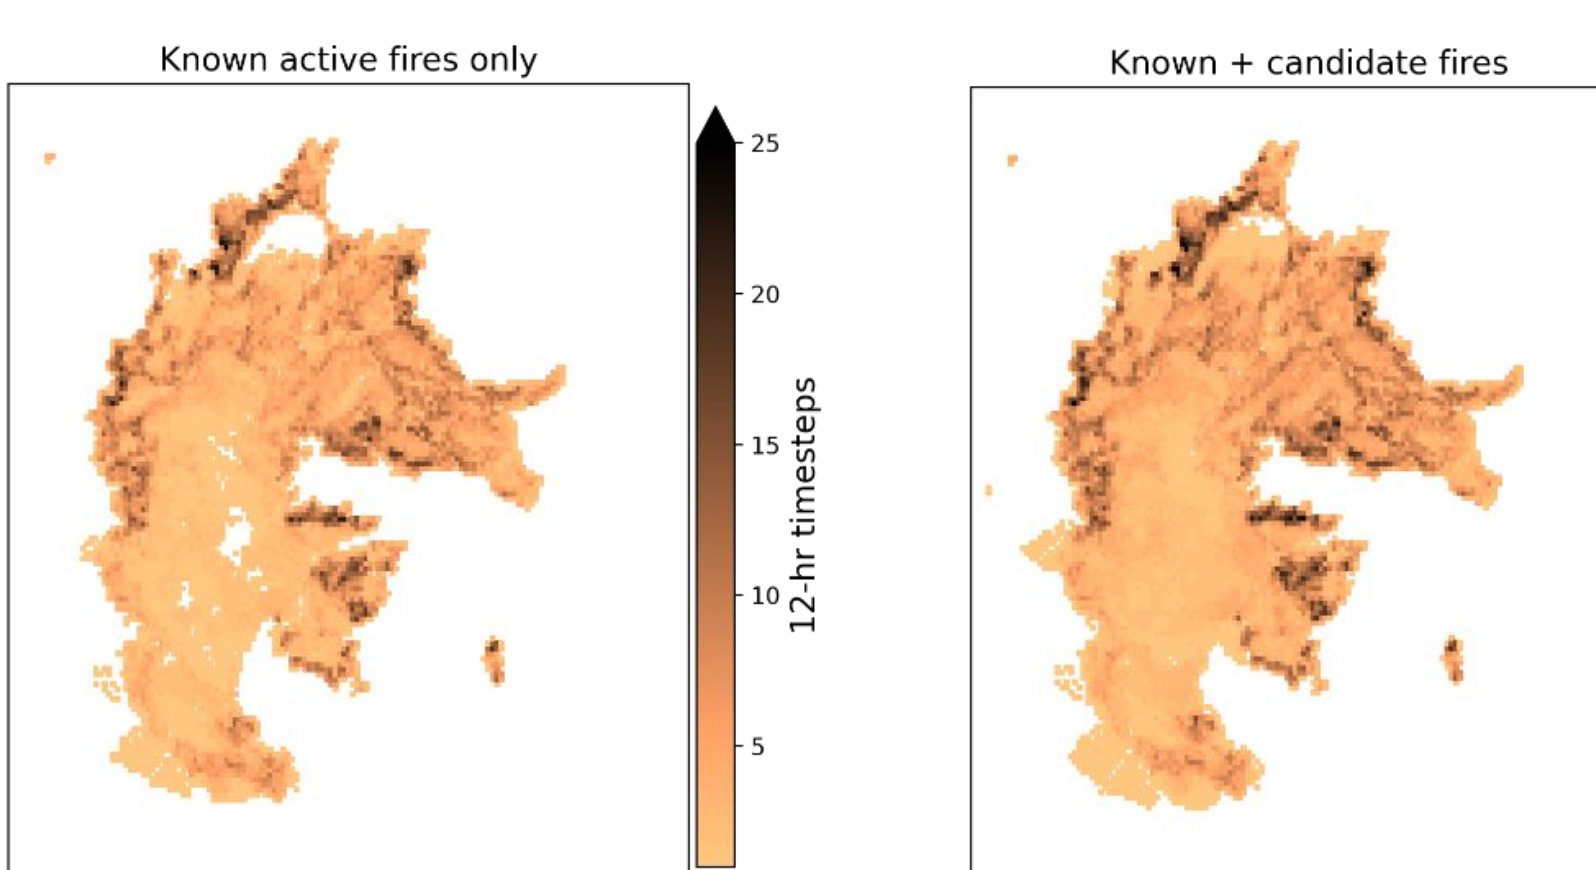 Known active fires only
Known + candidate fires
25
20
15
10
5
12-hr timesteps